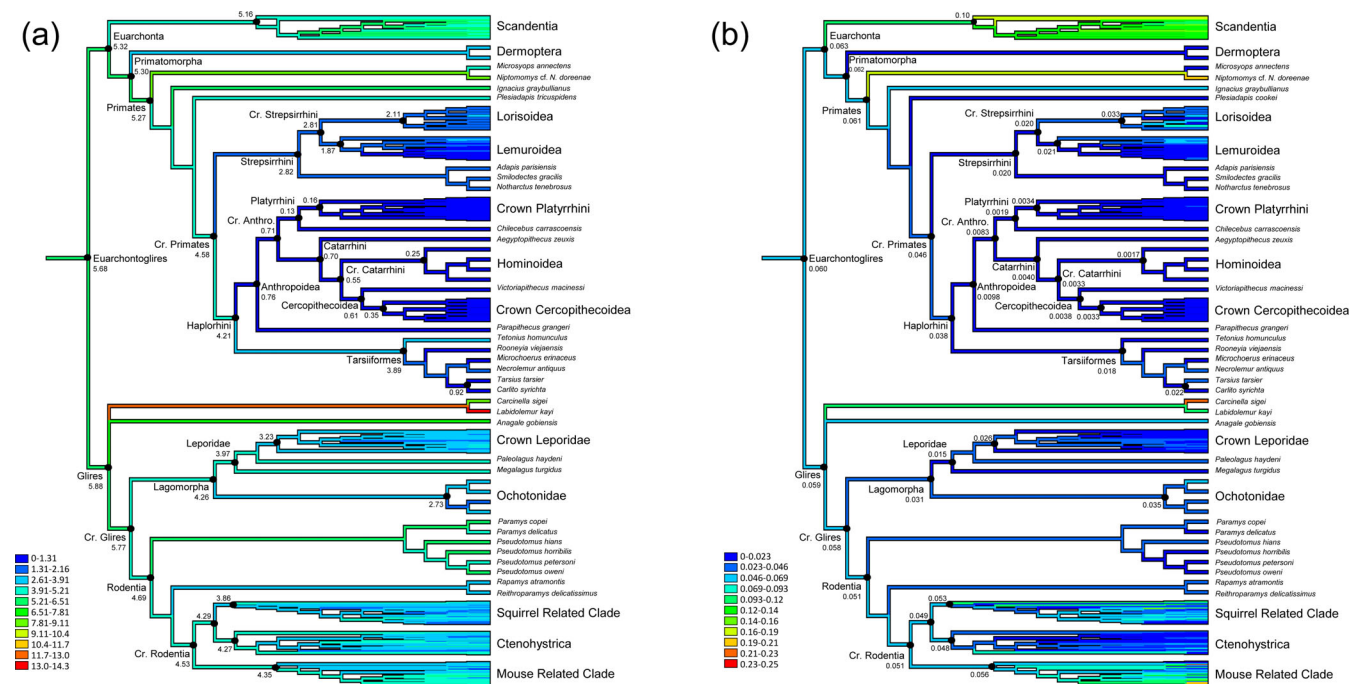 (a)
5.16
Scandentia
Euarchonta
5.32
Dermoptera
Primatomorpha
5.30
Microsyops annectens
Niptomomys cf. N. doreenae
Primates
5.27
Ignacius graybullianus
Plesiadapis tricuspidens
Cr. Strepsirrhini
2.81
2.11
Lorisoidea
1.87
Lemuroidea
Strepsirrhini
2.82
Adapis parisiensis
Smilodectes gracilis
Notharctus tenebrosus
Platyrrhini
0.13
0.16
Crown Platyrrhini
Cr. Anthro.
0.71
Chilecebus carrascoensis
Cr. Primates
4.58
Aegyptopithecus zeuxis
Catarrhini
0.70
0.25
Hominoidea
Cr. Catarrhini
0.55
Euarchontoglires
5.68
Anthropoidea
0.76
Victoriapithecus macinessi
Cercopithecoidea
0.61
0.35
Crown Cercopithecoidea
Haplorhini
4.21
Parapithecus grangeri
Tetonius homunculus
Tarsiiformes
3.89
Rooneyia viejaensis
Microchoerus erinaceus
Necrolemur antiquus
0.92
Tarsius tarsier
Carlito syrichta
Carcinella sigei
Labidolemur kayi
Anagale gobiensis
3.23
Crown Leporidae
Leporidae
3.97
Paleolagus haydeni
Megalagus turgidus
Glires
5.88
Lagomorpha
4.26
2.73
Ochotonidae
Cr. Glires
5.77
Paramys copei
Paramys delicatus
Pseudotomus hians
Pseudotomus horribilis
Pseudotomus petersoni
Pseudotomus oweni
Rodentia
4.69
Rapamys atramontis
Reithroparamys delicatissimus
3.86
Squirrel Related Clade
4.29
4.27
Ctenohystrica
Cr. Rodentia
4.53
4.35
Mouse Related Clade
0-1.31
1.31-2.16
2.61-3.91
3.91-5.21
5.21-6.51
6.51-7.81
7.81-9.11
9.11-10.4
10.4-11.7
11.7-13.0
13.0-14.3
(b)
0.10
Scandentia
Euarchonta
0.063
Dermoptera
Primatomorpha
0.062
Microsyops annectens
Niptomomys cf. N. doreenae
Primates
0.061
Ignacius graybullianus
Plesiadapis cookei
Cr. Strepsirrhini
0.020
0.033
Lorisoidea
0.021
Lemuroidea
Strepsirrhini
0.020
Adapis parisiensis
Smilodectes gracilis
Notharctus tenebrosus
Platyrrhini
0.0019
0.0034
Crown Platyrrhini
Cr. Anthro.
0.0083
Chilecebus carrascoensis
Cr. Primates
0.046
Aegyptopithecus zeuxis
Catarrhini
0.0040
0.0017
Hominoidea
Cr. Catarrhini
0.0033
Euarchontoglires
0.060
Anthropoidea
0.0098
Victoriapithecus macinessi
Cercopithecoidea
0.0038
0.0033
Crown Cercopithecoidea
Haplorhini
0.038
Parapithecus grangeri
Tetonius homunculus
Tarsiiformes
0.018
Rooneyia viejaensis
Microchoerus erinaceus
Necrolemur antiquus
0.022
Tarsius tarsier
Carlito syrichta
Carcinella sigei
Labidolemur kayi
Anagale gobiensis
0.026
Crown Leporidae
Leporidae
0.015
Paleolagus haydeni
Megalagus turgidus
Glires
0.059
Lagomorpha
0.031
0.035
Ochotonidae
Cr. Glires
0.058
Paramys copei
Paramys delicatus
Pseudotomus hians
Pseudotomus horribilis
Pseudotomus petersoni
Pseudotomus oweni
Rodentia
0.051
Rapamys atramontis
Reithroparamys delicatissimus
0.053
Squirrel Related Clade
0.049
0.048
Ctenohystrica
Cr. Rodentia
0.051
0.056
Mouse Related Clade
0-0.023
0.023-0.046
0.046-0.069
0.069-0.093
0.093-0.12
0.12-0.14
0.14-0.16
0.16-0.19
0.19-0.21
0.21-0.23
0.23-0.25